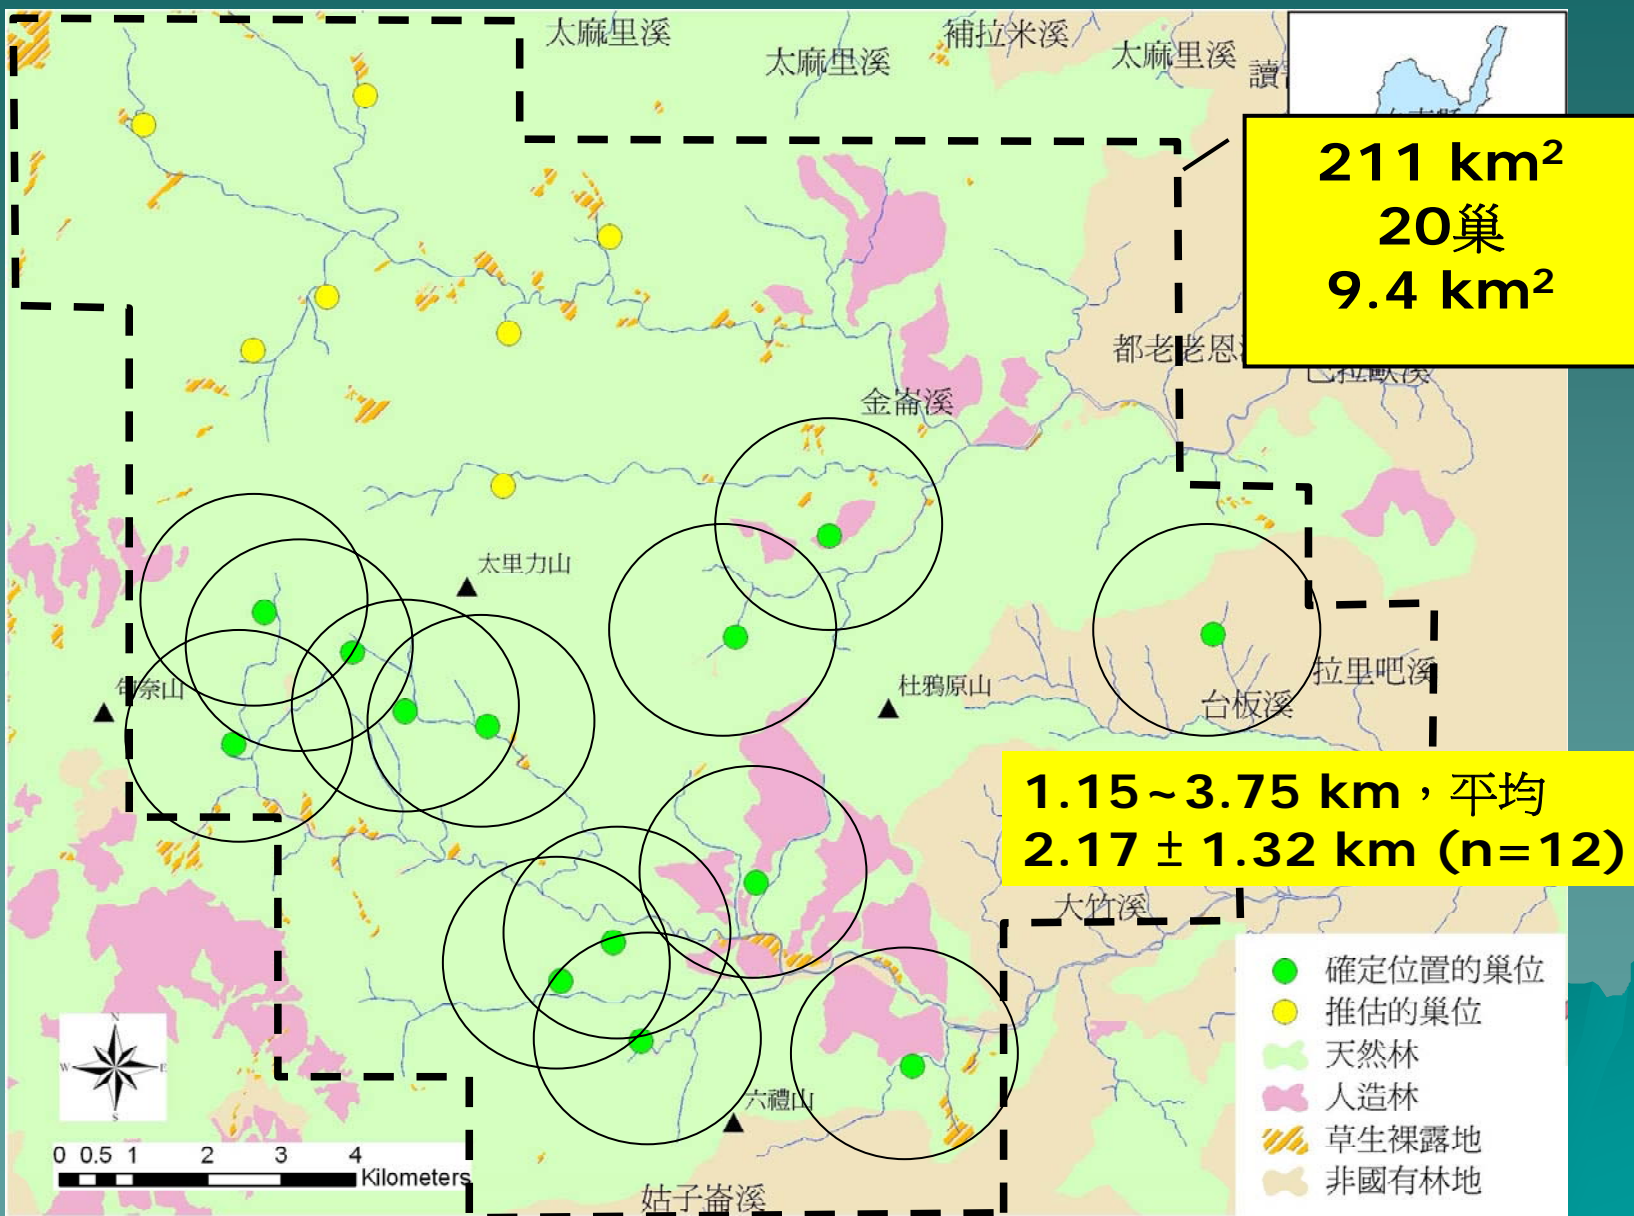 太麻里溪
太麻里溪
補拉米溪
太麻里溪
211 km²
20巢
9.4 km²
都老老恩
金崙溪
太里力山
杜鴉原山
拉里吧溪
台板溪
1.15~3.75 km，平均
2.17 ± 1.32 km (n=12)
大竹溪
六禮山
姑子崙溪
確定位置的巢位
推估的巢位
天然林
人造林
草生裸露地
非國有林地
N
W
E
S
0 0.5 1 2 3 4
Kilometers